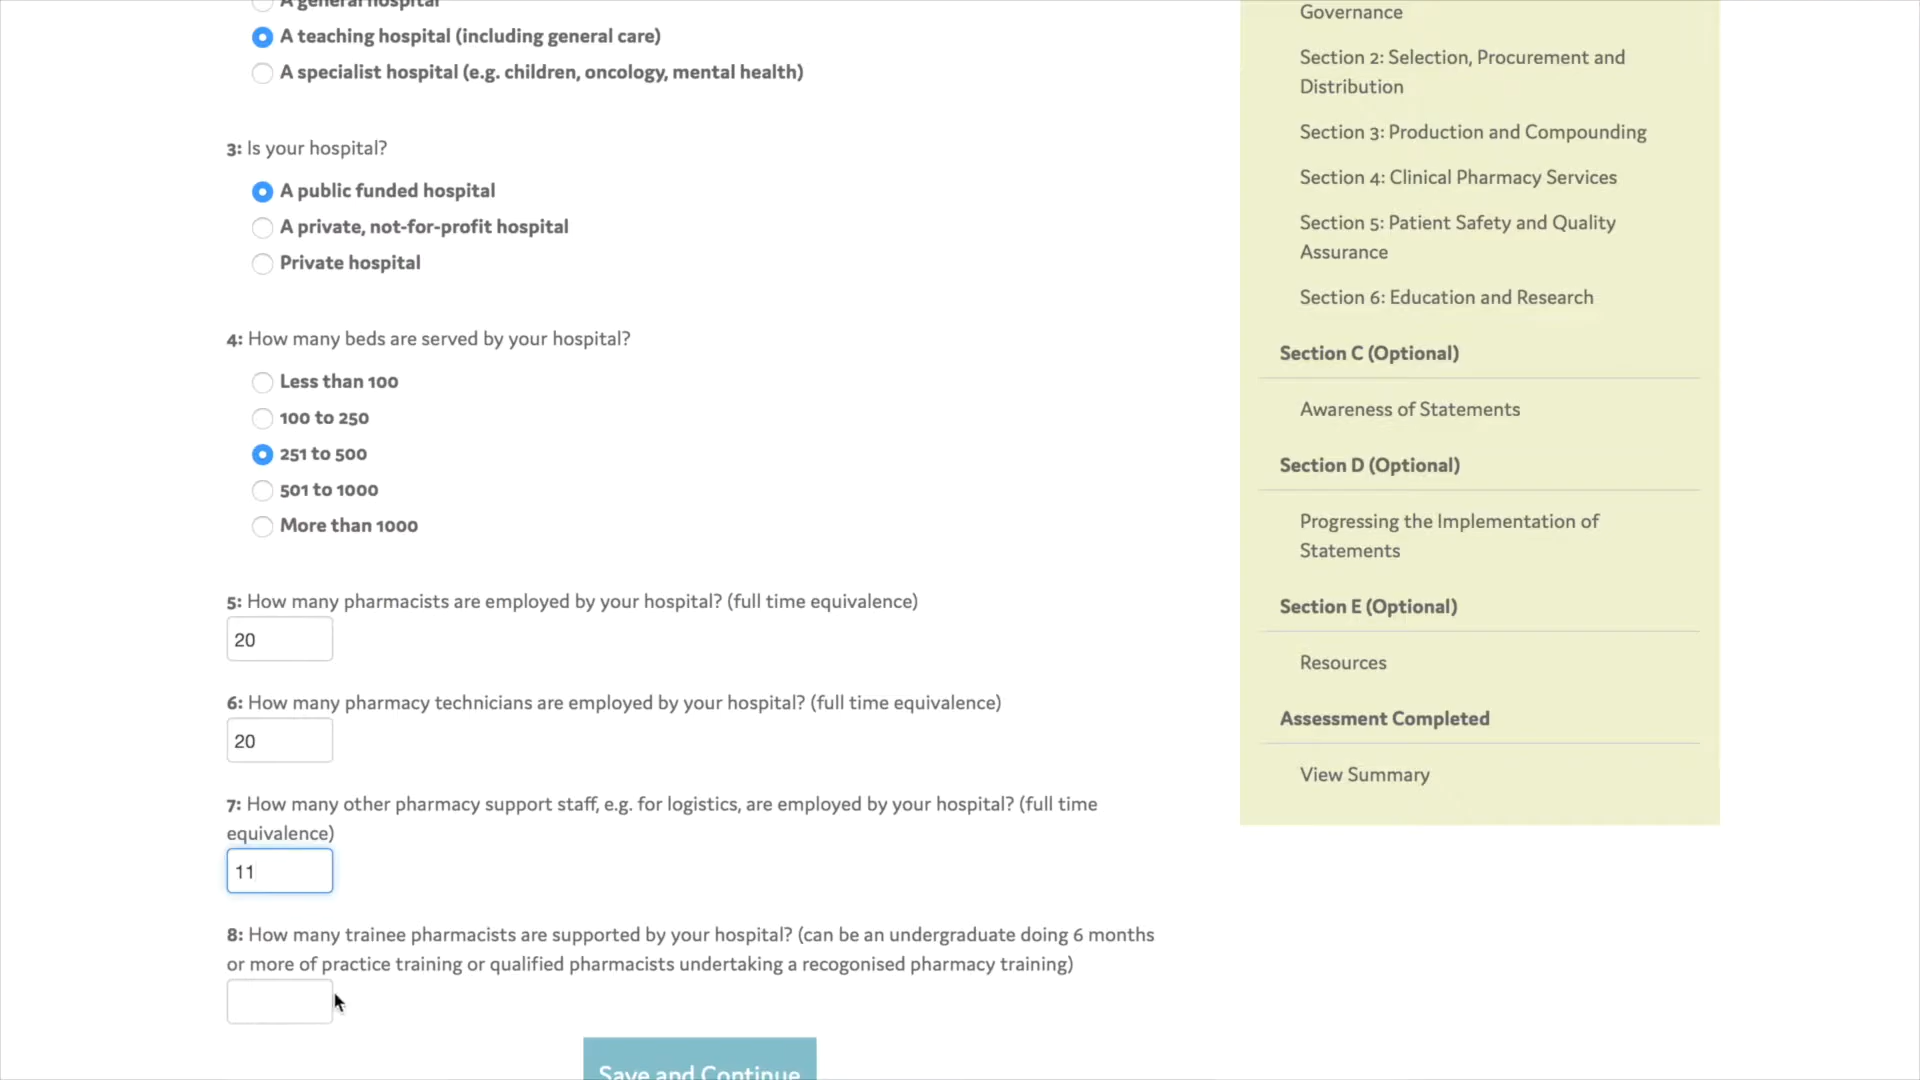 A general hospital
A teaching hospital (including general care)
A specialist hospital (e.g. children, oncology, mental health)
3: Is your hospital?
A public funded hospital
A private, not-for-profit hospital
Private hospital
4: How many beds are served by your hospital?
Less than 100
100 to 250
251 to 500
501 to 1000
More than 1000
5: How many pharmacists are employed by your hospital? (full time equivalence)
20
6: How many pharmacy technicians are employed by your hospital? (full time equivalence)
20
7: How many other pharmacy support staff, e.g. for logistics, are employed by your hospital? (full time
equivalence)
11
8: How many trainee pharmacists are supported by your hospital? (can be an undergraduate doing 6 months
or more of practice training or qualified pharmacists undertaking a recogonised pharmacy training)
Save and Continue
Governance
Section 2: Selection, Procurement and
Distribution
Section 3: Production and Compounding
Section 4: Clinical Pharmacy Services
Section 5: Patient Safety and Quality
Assurance
Section 6: Education and Research
Section C (Optional)
Awareness of Statements
Section D (Optional)
Progressing the Implementation of
Statements
Section E (Optional)
Resources
Assessment Completed
View Summary